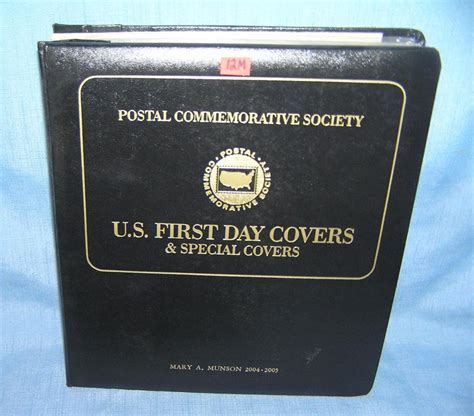 12M
POSTAL COMMEMORATIVE SOCIETY
POSTAL
COMMEMORATIVE SOCIETY
U.S. FIRST DAY COVERS
& SPECIAL COVERS
MARY A. MUNSON 2004-2005